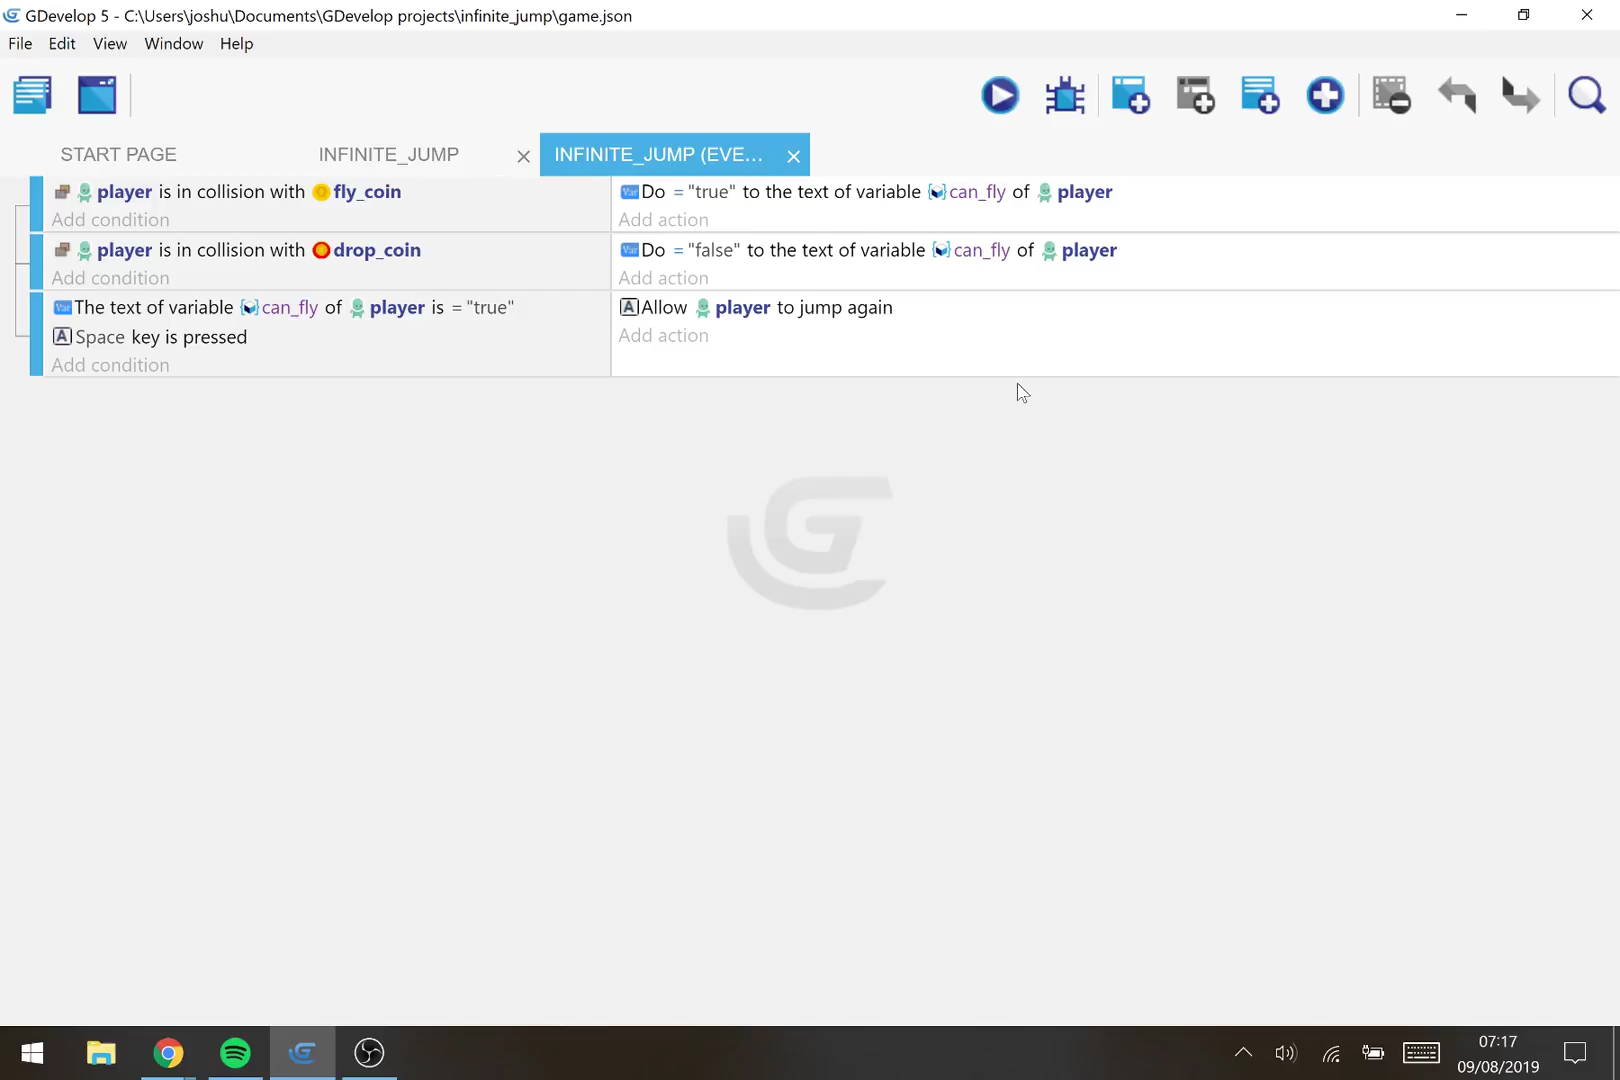 GDevelop 5 - C:\Users\joshu\Documents\GDevelop projects\infinite_jump\game.json
File Edit View Window Help
START PAGE INFINITE_JUMP INFINITE_JUMP (EVE...
player is in collision with fly_coin Do = "true" to the text of variable can_fly of player
Add condition Add action
player is in collision with drop_coin Do = "false" to the text of variable can_fly of player
Add condition Add action
The text of variable can_fly of player is = "true" Allow player to jump again
Space key is pressed Add action
Add condition
07:17
09/08/2019